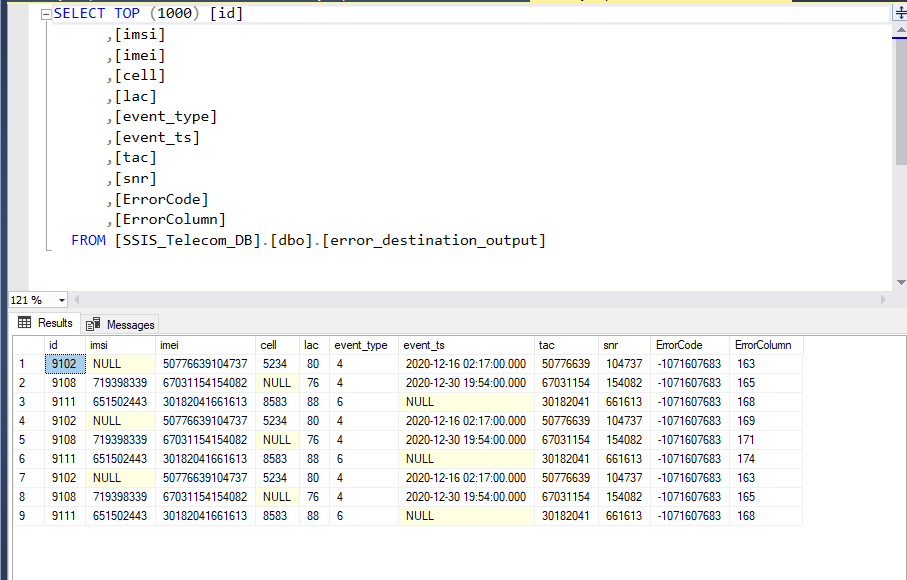 SELECT TOP (1000) [id]
,[imsi]
,[imei]
,[cell]
,[lac]
,[event_type]
,[event_ts]
,[tac]
,[snr]
,[ErrorCode]
,[ErrorColumn]
FROM [SSIS_Telecom_DB].[dbo].[error_destination_output]
121 %
Results Messages
id imsi imei cell lac event_type event_ts tac snr ErrorCode ErrorColumn
1 9102 NULL 50776639104737 5234 80 4 2020-12-16 02:17:00.000 50776639 104737 -1071607683 163
2 9108 719398339 67031154154082 NULL 76 4 2020-12-30 19:54:00.000 67031154 154082 -1071607683 165
3 9111 651502443 30182041661613 8583 88 6 NULL 30182041 661613 -1071607683 168
4 9102 NULL 50776639104737 5234 80 4 2020-12-16 02:17:00.000 50776639 104737 -1071607683 169
5 9108 719398339 67031154154082 NULL 76 4 2020-12-30 19:54:00.000 67031154 154082 -1071607683 171
6 9111 651502443 30182041661613 8583 88 6 NULL 30182041 661613 -1071607683 174
7 9102 NULL 50776639104737 5234 80 4 2020-12-16 02:17:00.000 50776639 104737 -1071607683 163
8 9108 719398339 67031154154082 NULL 76 4 2020-12-30 19:54:00.000 67031154 154082 -1071607683 165
9 9111 651502443 30182041661613 8583 88 6 NULL 30182041 661613 -1071607683 168